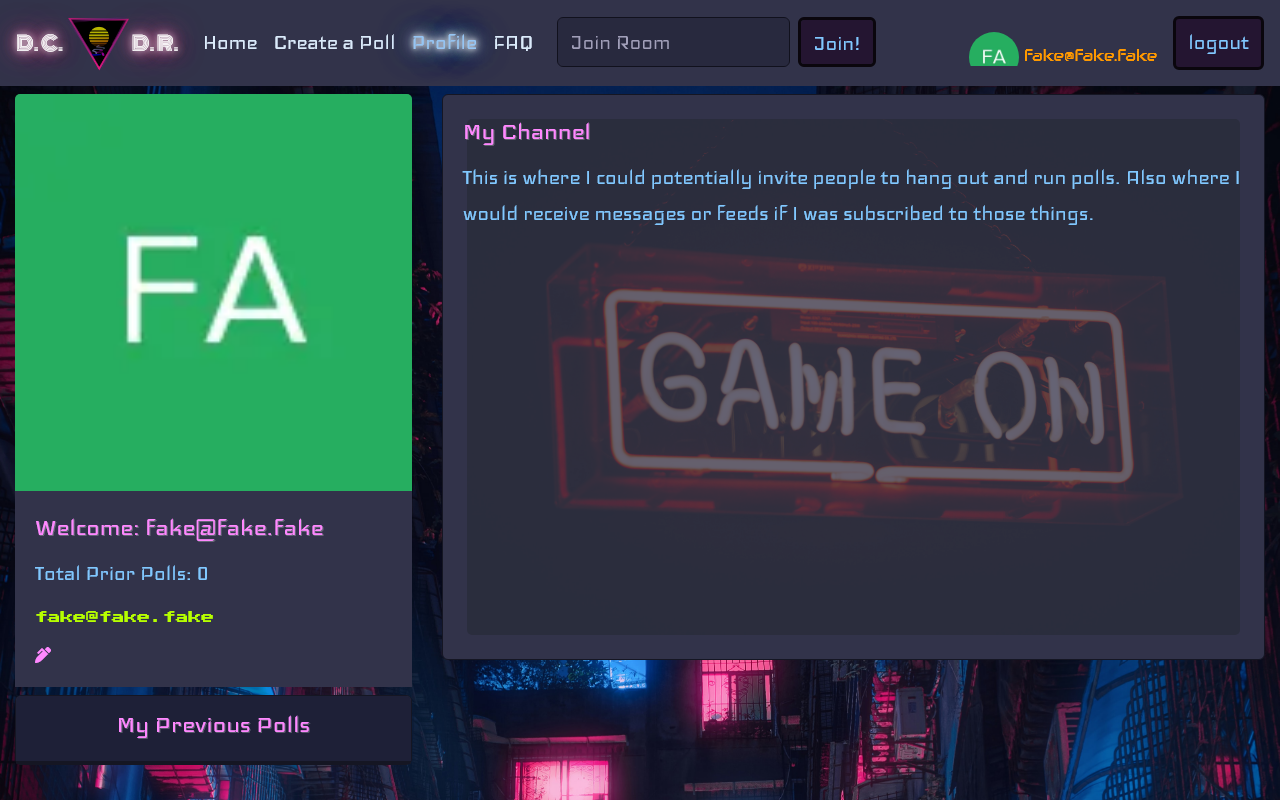 D.C. D.R. Home Create a Poll Profile FAQ Join Room Join! FA Fake@Fake.Fake logout
FA
Welcome: Fake@Fake.Fake
Total Prior Polls: 0
fake@fake.fake
My Previous Polls
My Channel
This is where I could potentially invite people to hang out and run polls. Also where I
would receive messages or feeds if I was subscribed to those things.
GAME ON